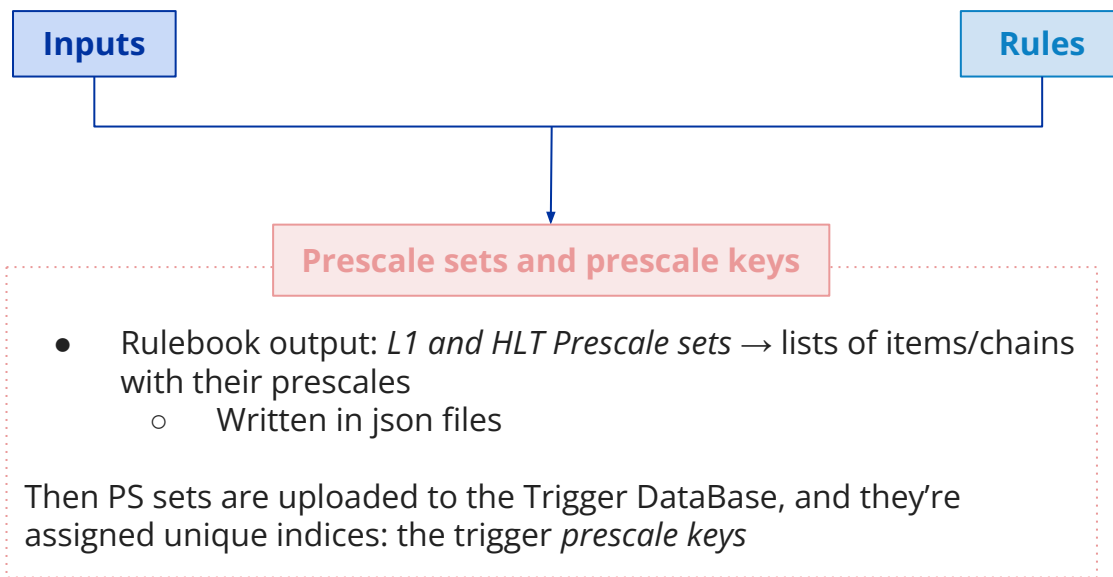 Inputs
Rules
Prescale sets and prescale keys
● Rulebook output: L1 and HLT Prescale sets → lists of items/chains
with their prescales
○ Written in json files
Then PS sets are uploaded to the Trigger DataBase, and they’re
assigned unique indices: the trigger prescale keys